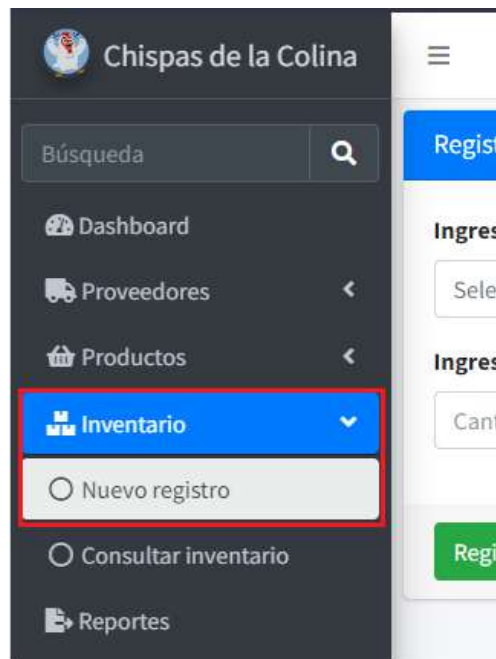 Chispas de la Colina
Búsqueda
Dashboard
Proveedores
Productos
Inventario
Nuevo registro
Consultar inventario
Reportes